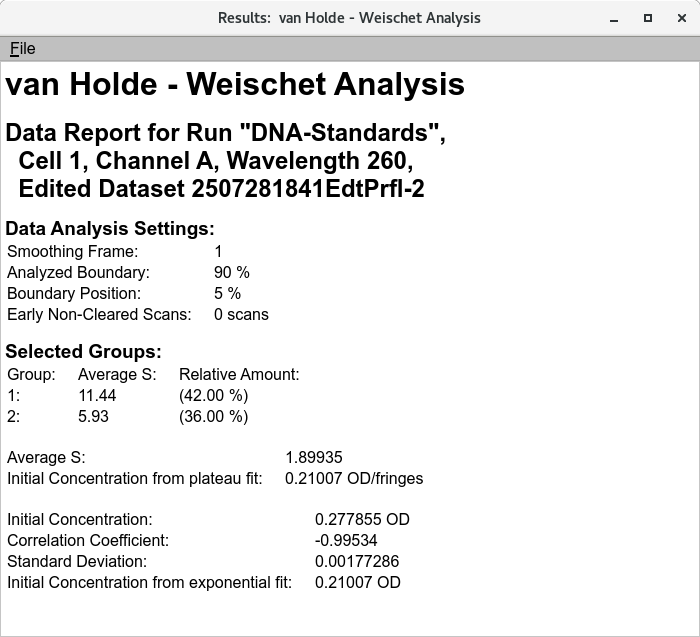 Results: van Holde - Weischet Analysis
File
van Holde - Weischet Analysis
Data Report for Run "DNA-Standards",
Cell 1, Channel A, Wavelength 260,
Edited Dataset 2507281841EdtPrfl-2
Data Analysis Settings:
Smoothing Frame: 1
Analyzed Boundary: 90 %
Boundary Position: 5 %
Early Non-Cleared Scans: 0 scans
Selected Groups:
Group: Average S: Relative Amount:
1: 11.44 (42.00 %)
2: 5.93 (36.00 %)
Average S: 1.89935
Initial Concentration from plateau fit: 0.21007 OD/fringes
Initial Concentration: 0.277855 OD
Correlation Coefficient: -0.99534
Standard Deviation: 0.00177286
Initial Concentration from exponential fit: 0.21007 OD